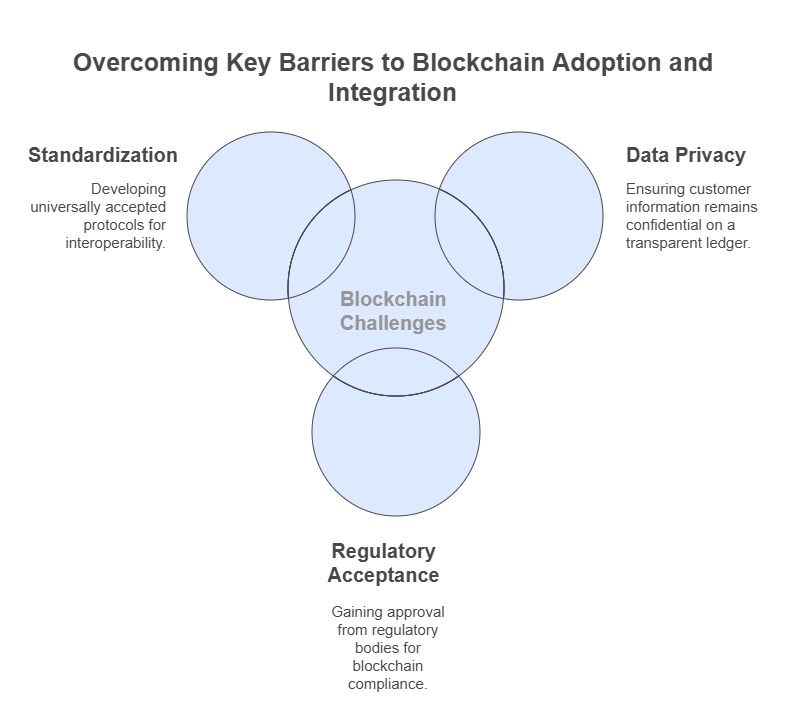 Overcoming Key Barriers to Blockchain Adoption and
Integration
Standardization
Developing
universally accepted
protocols for
interoperability.
Data Privacy
Ensuring customer
information remains
confidential on a
transparent ledger.
Blockchain
Challenges
Regulatory
Acceptance
Gaining approval
from regulatory
bodies for
blockchain
compliance.